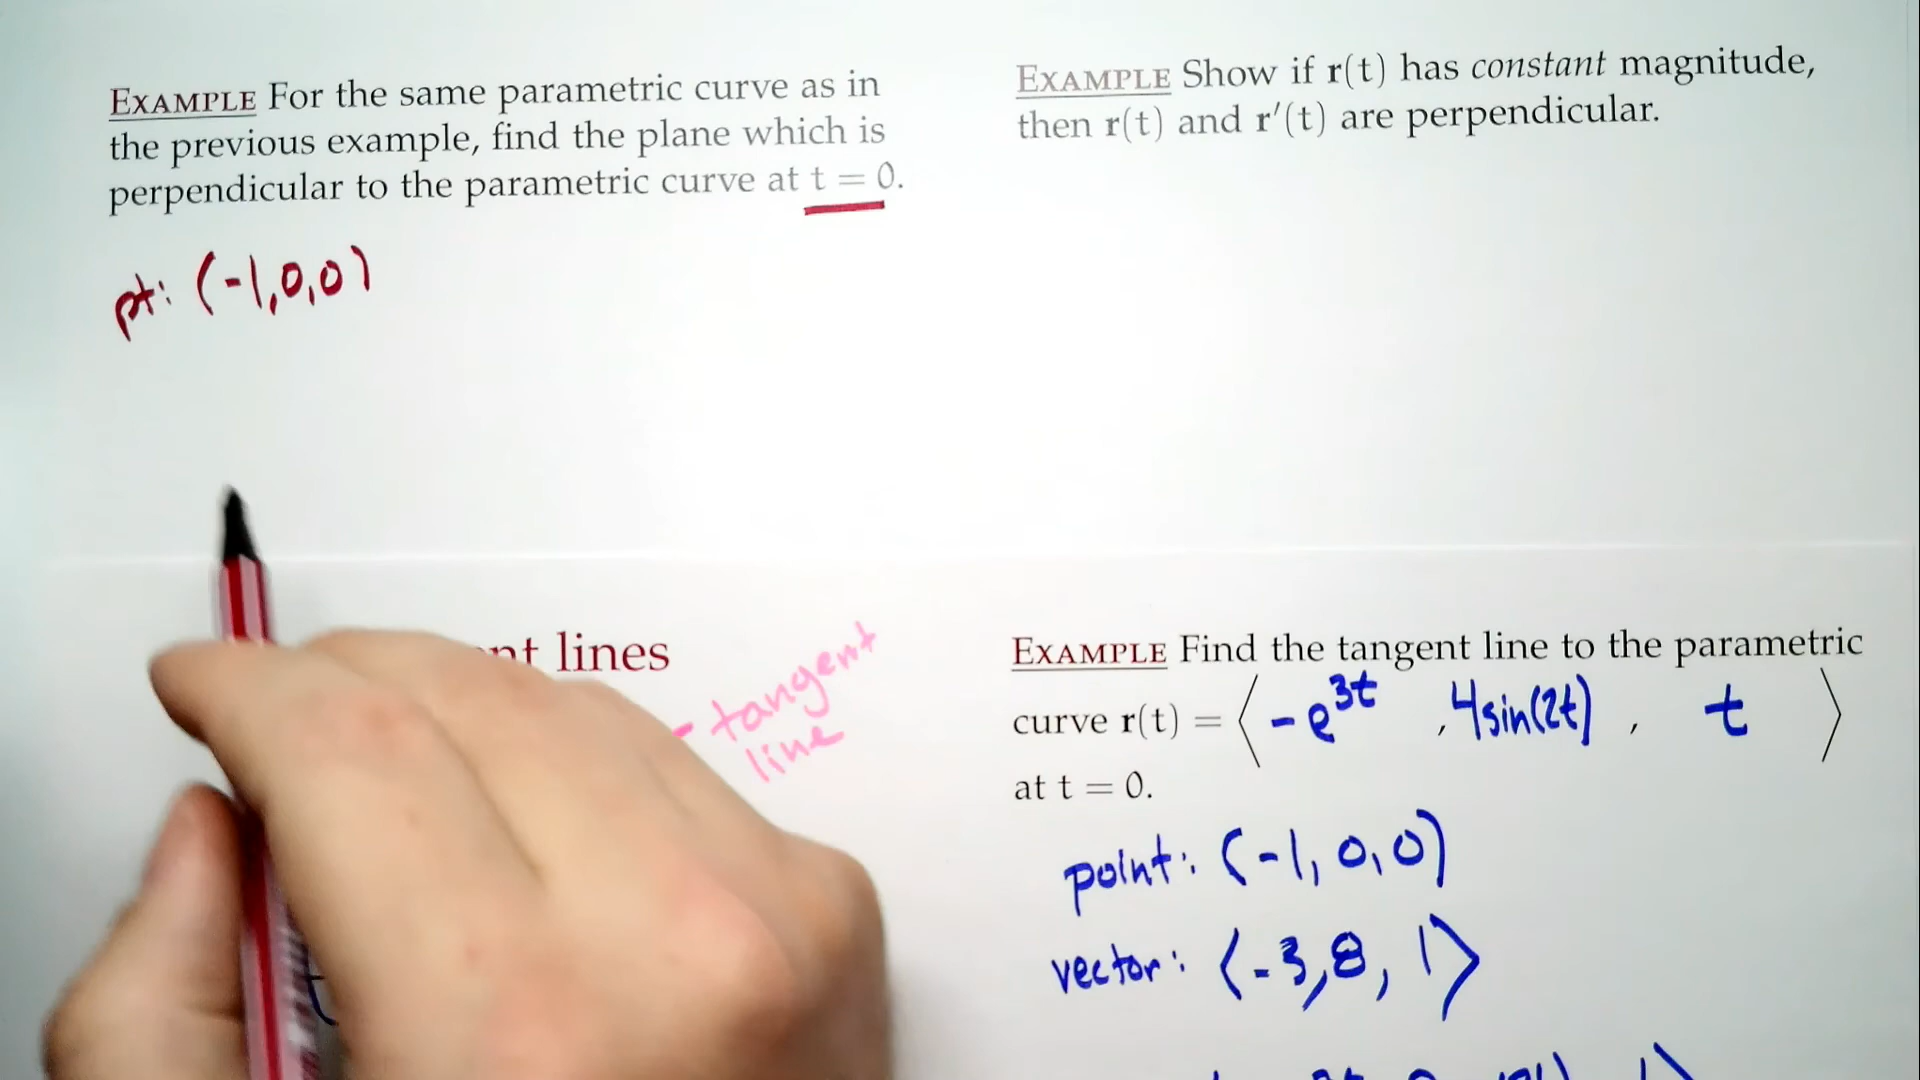 EXAMPLE For the same parametric curve as in
the previous example, find the plane which is
perpendicular to the parametric curve at t = 0.
pt: (-1,0,0)
EXAMPLE Show if r(t) has constant magnitude,
then r(t) and r′(t) are perpendicular.
lines
- tangent
line
EXAMPLE Find the tangent line to the parametric
curve r(t) = ⟨ -e^3t , 4sin(2t) , t ⟩
at t = 0.
point: (-1, 0, 0)
vector: ⟨-3, 8, 1⟩